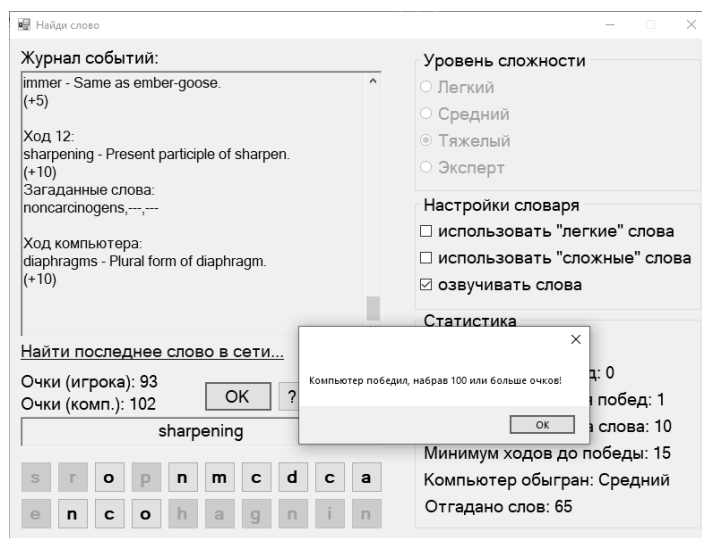 Найди слово
Журнал событий:
immer - Same as ember-goose.
(+5)
Ход 12:
sharpening - Present participle of sharpen.
(+10)
Загаданные слова:
noncarcinogens,---,---
Ход компьютера:
diaphragms - Plural form of diaphragm.
(+10)
Найти последнее слово в сети...
Очки (игрока): 93
Очки (комп.): 102
OK
?
sharpening
s r o p n m c d c a
e n c o h a g n i n
Уровень сложности
Легкий
Средний
Тяжелый
Эксперт
Настройки словаря
использовать "легкие" слова
использовать "сложные" слова
озвучивать слова
Статистика
Компьютер победил, набрав 100 или больше очков!
OK
: 0
побед: 1
слова: 10
Минимум ходов до победы: 15
Компьютер обыгран: Средний
Отгадано слов: 65